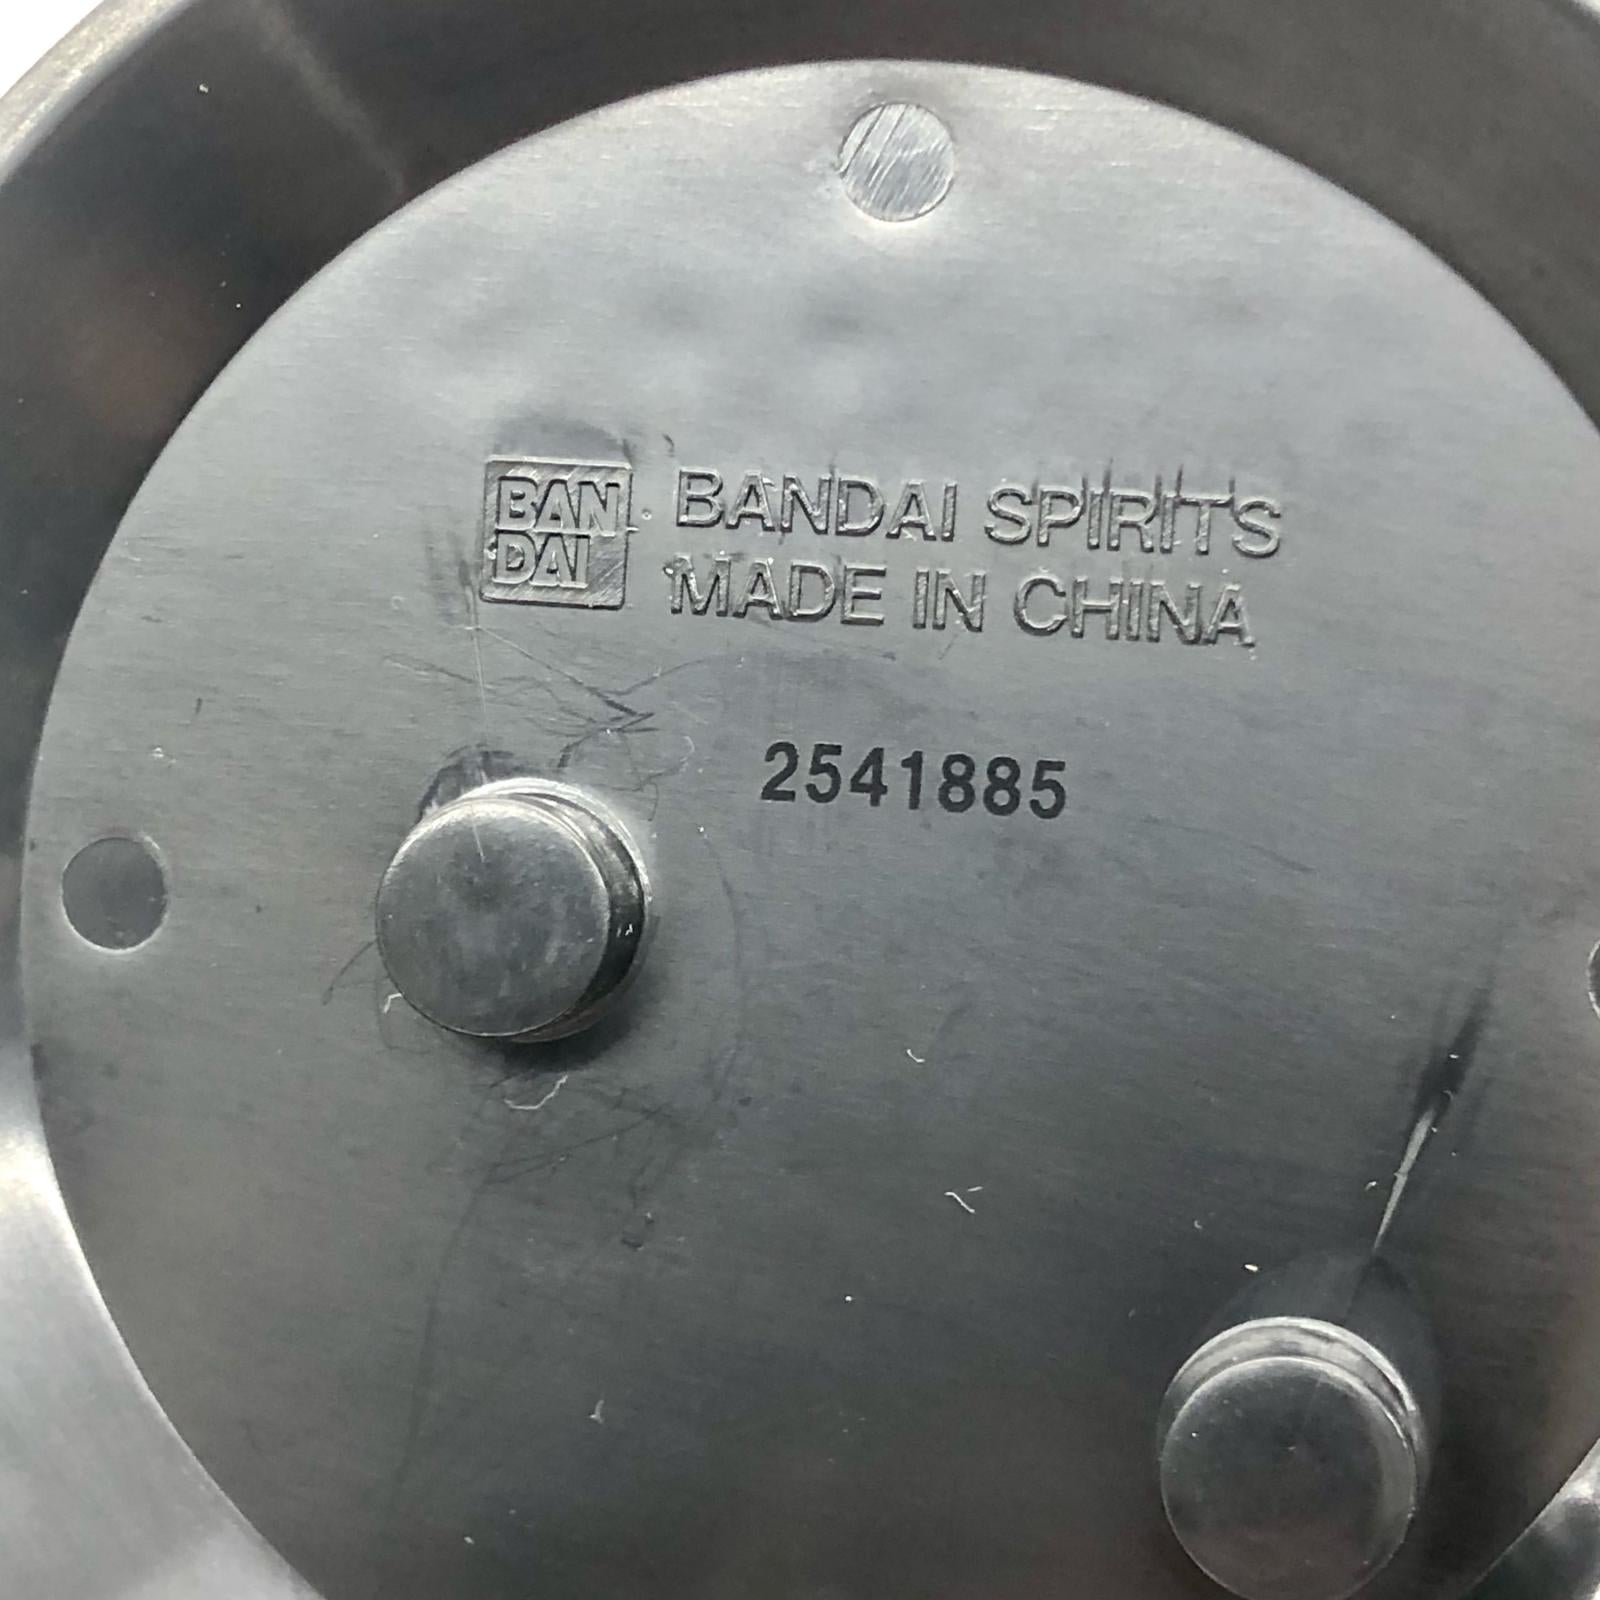 BAN
DAI
BANDAI SPIRITS
MADE IN CHINA
2541885